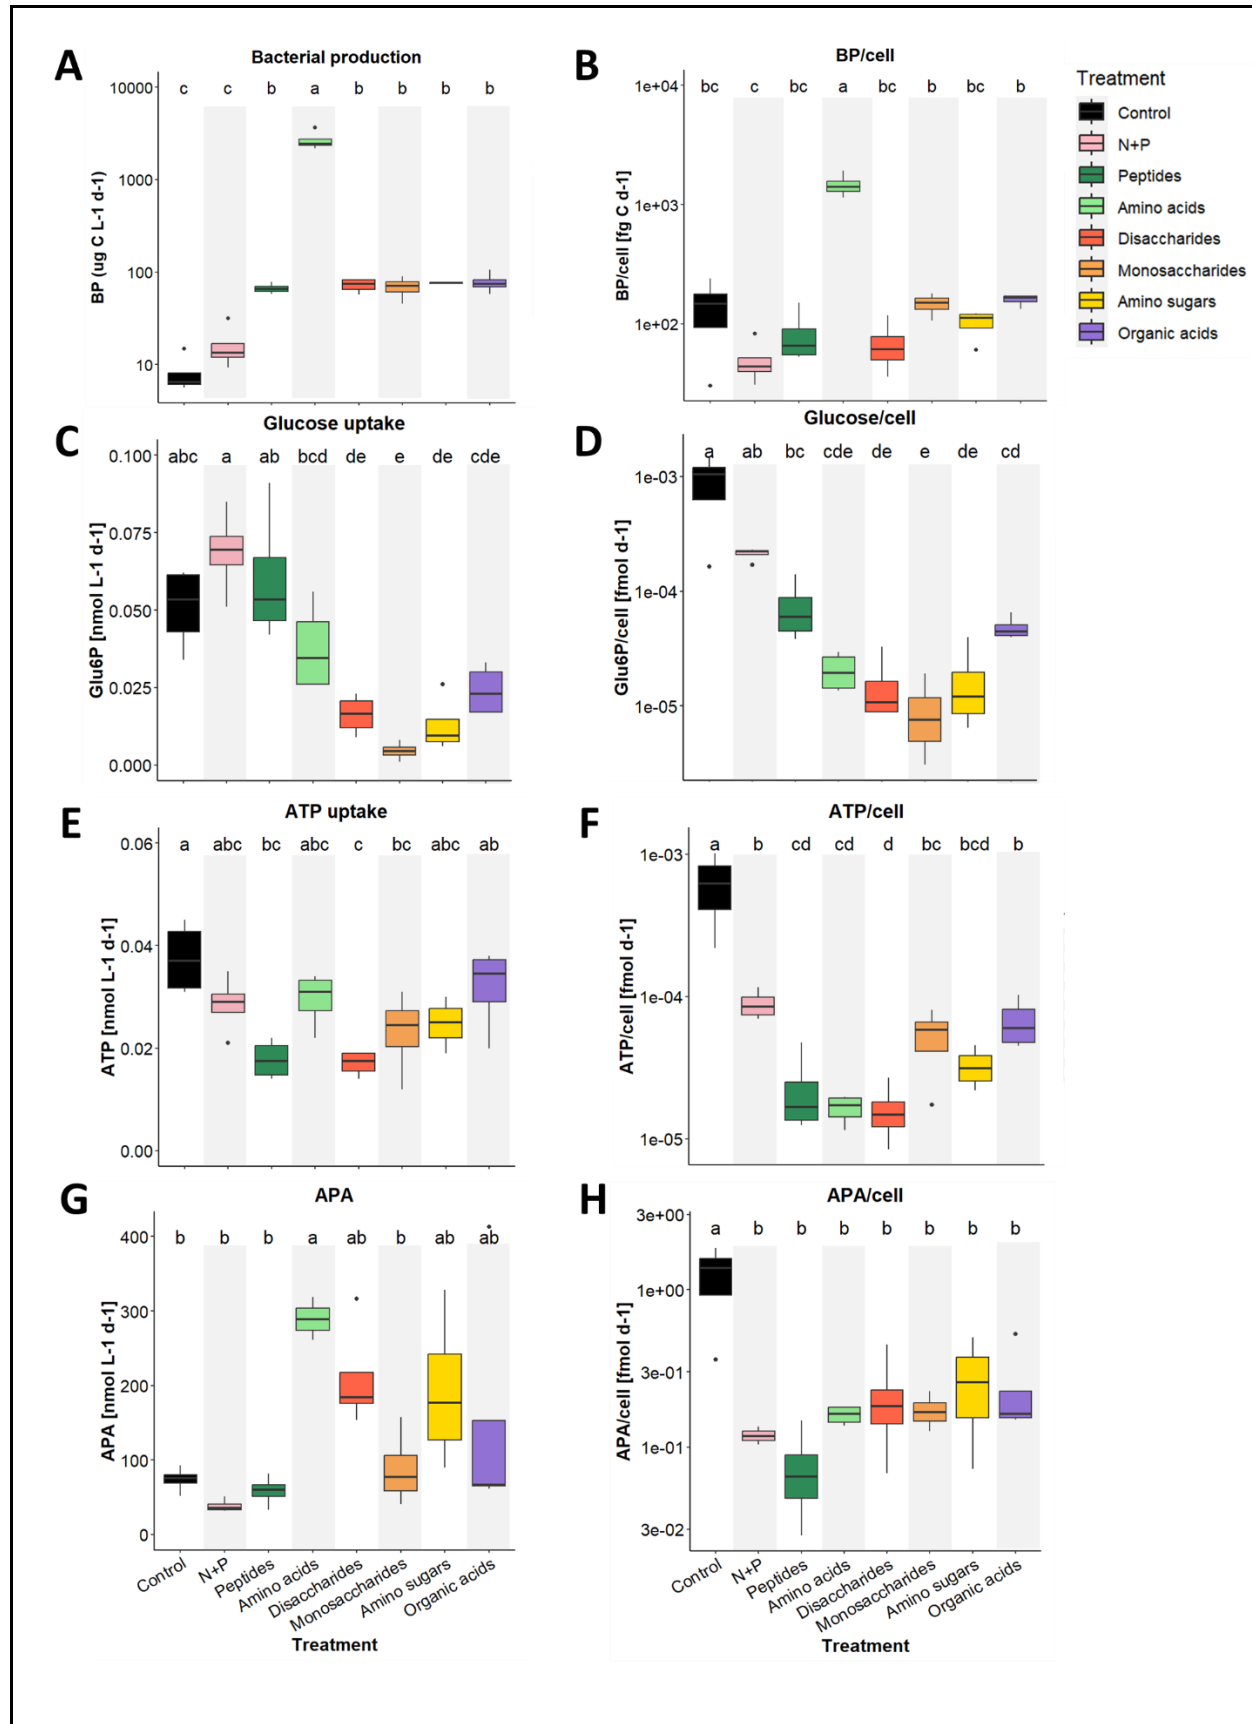 A
Bacterial production
BP (ug C L-1 d-1)
10000
1000
100
10
c c b a b b b b
B
BP/cell
BP/cell [fg C d-1]
1e+04
1e+03
1e+02
bc c bc a bc b bc b
Treatment
Control
N+P
Peptides
Amino acids
Disaccharides
Monosaccharides
Amino sugars
Organic acids
C
Glucose uptake
Glu6P [nmol L-1 d-1]
0.100
0.075
0.050
0.025
0.000
abc a ab bcd de e de cde
D
Glucose/cell
Glu6P/cell [fmol d-1]
1e-03
1e-04
1e-05
a ab bc cde de e de cd
E
ATP uptake
ATP [nmol L-1 d-1]
0.06
0.04
0.02
0.00
a abc bc abc c bc abc ab
F
ATP/cell
ATP/cell [fmol d-1]
1e-03
1e-04
1e-05
a b cd cd d bc bcd b
G
APA
APA [nmol L-1 d-1]
400
300
200
100
0
b b b a ab b ab ab
Control
N+P
Peptides
Amino acids
Disaccharides
Monosaccharides
Amino sugars
Organic acids
Treatment
H
APA/cell
APA/cell [fmol d-1]
3e+00
1e+00
3e-01
1e-01
3e-02
a b b b b b b b
Control
N+P
Peptides
Amino acids
Disaccharides
Monosaccharides
Amino sugars
Organic acids
Treatment